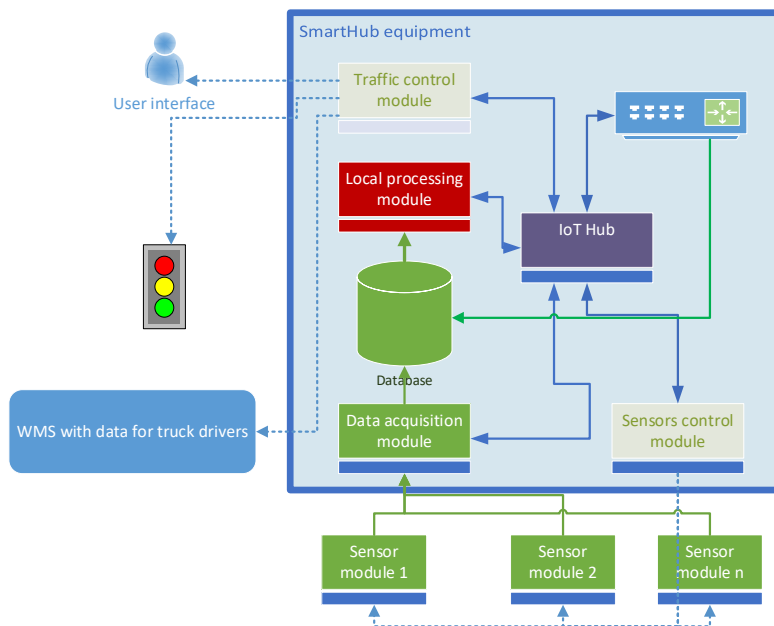 SmartHub equipment
Traffic control
module
User interface
Local processing
module
IoT Hub
Database
WMS with data for truck drivers
Data acquisition
module
Sensors control
module
Sensor
module 1
Sensor
module 2
Sensor
module n